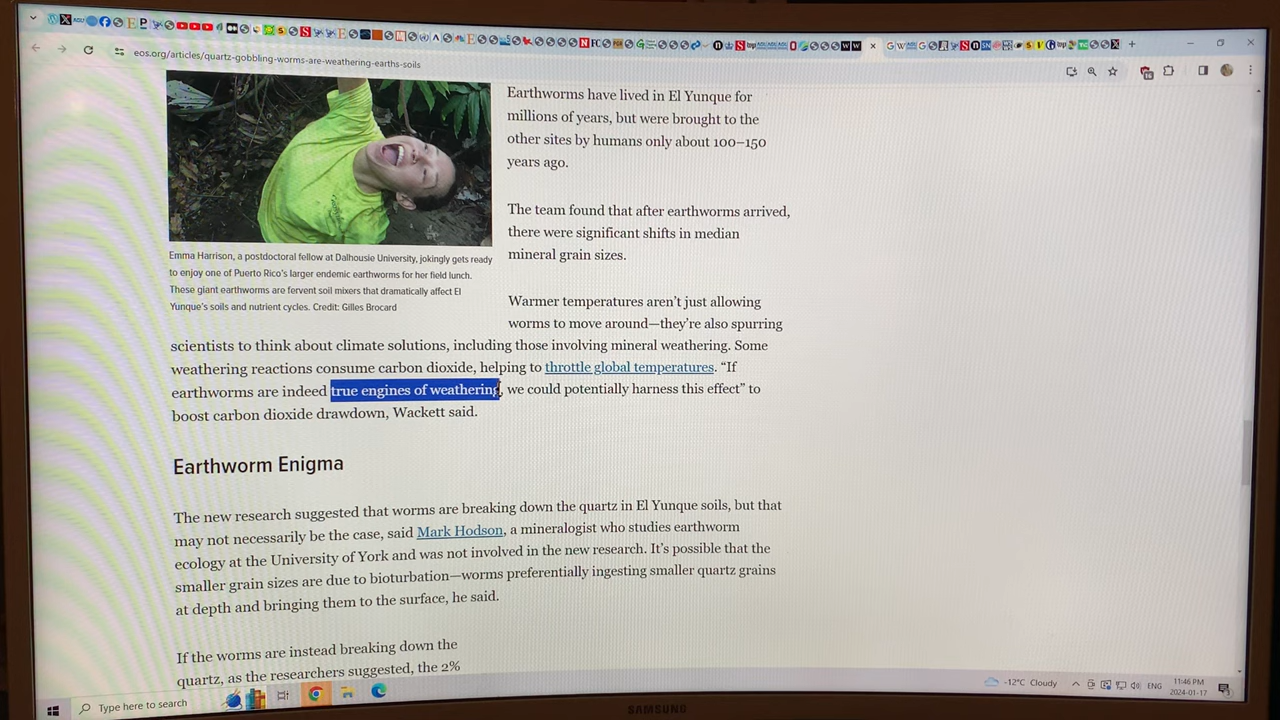 eos.org/articles/quartz-gobbling-worms-are-weathering-earths-soils
Earthworms have lived in El Yunque for
millions of years, but were brought to the
other sites by humans only about 100–150
years ago.
The team found that after earthworms arrived,
there were significant shifts in median
mineral grain sizes.
Emma Harrison, a postdoctoral fellow at Dalhousie University, jokingly gets ready
to enjoy one of Puerto Rico's larger endemic earthworms for her field lunch.
These giant earthworms are fervent soil mixers that dramatically affect El
Yunque's soils and nutrient cycles. Credit: Gilles Brocard
Warmer temperatures aren't just allowing
worms to move around—they're also spurring
scientists to think about climate solutions, including those involving mineral weathering. Some
weathering reactions consume carbon dioxide, helping to throttle global temperatures. “If
earthworms are indeed true engines of weathering, we could potentially harness this effect” to
boost carbon dioxide drawdown, Wackett said.
Earthworm Enigma
The new research suggested that worms are breaking down the quartz in El Yunque soils, but that
may not necessarily be the case, said Mark Hodson, a mineralogist who studies earthworm
ecology at the University of York and was not involved in the new research. It's possible that the
smaller grain sizes are due to bioturbation—worms preferentially ingesting smaller quartz grains
at depth and bringing them to the surface, he said.
If the worms are instead breaking down the
quartz, as the researchers suggested, the 2%
Type here to search
-12°C Cloudy
ENG
11:46 PM
2024-01-17
SAMSUNG